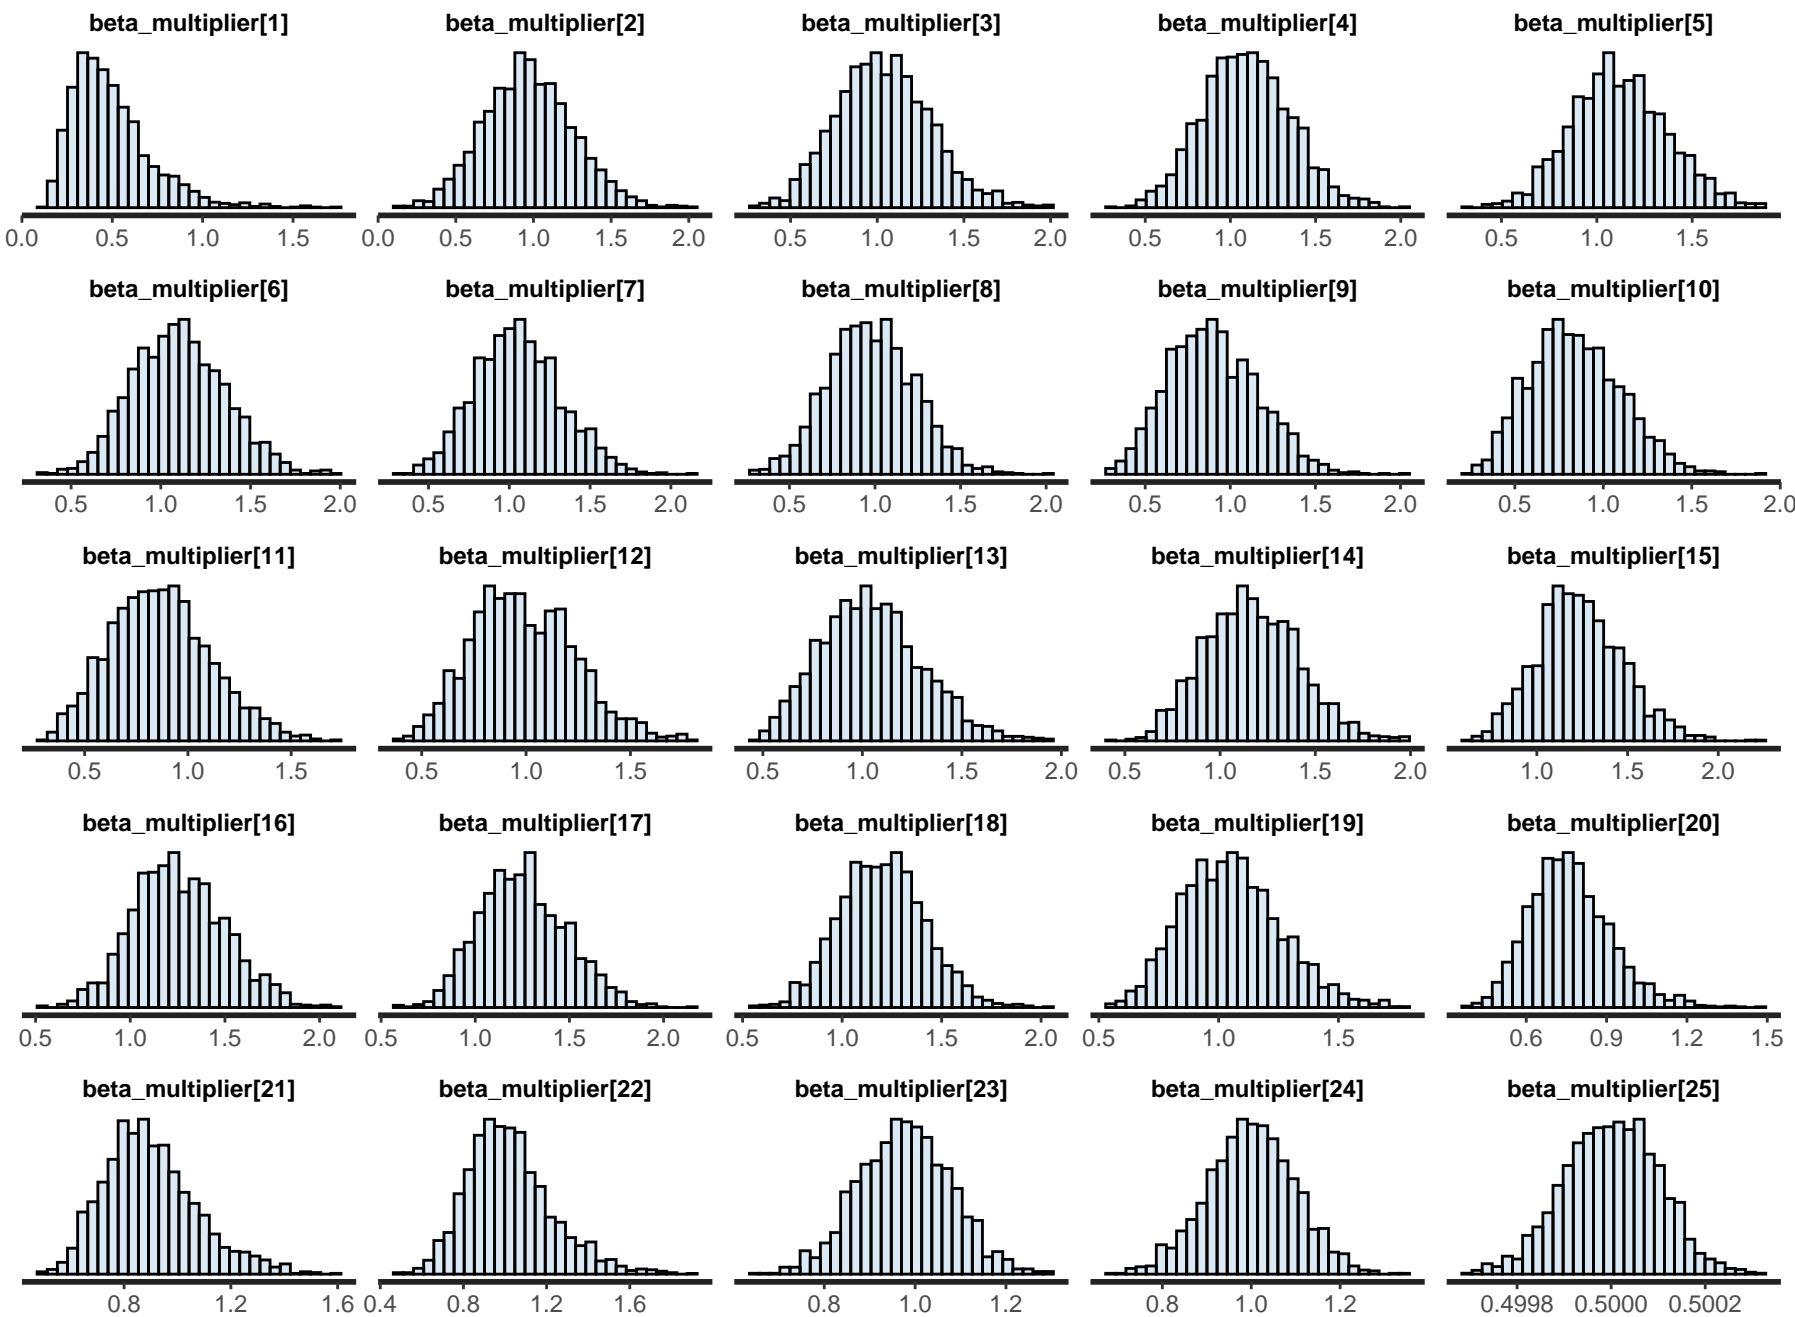 beta_multiplier[1] beta_multiplier[2] beta_multiplier[3] beta_multiplier[4] beta_multiplier[5]
0.0 0.5 1.0 1.5 0.0 0.5 1.0 1.5 2.0 0.5 1.0 1.5 2.0 0.5 1.0 1.5 2.0 0.5 1.0 1.5
beta_multiplier[6] beta_multiplier[7] beta_multiplier[8] beta_multiplier[9] beta_multiplier[10]
0.5 1.0 1.5 2.0 0.5 1.0 1.5 2.0 0.5 1.0 1.5 2.0 0.5 1.0 1.5 2.0 0.5 1.0 1.5 2.0
beta_multiplier[11] beta_multiplier[12] beta_multiplier[13] beta_multiplier[14] beta_multiplier[15]
0.5 1.0 1.5 0.5 1.0 1.5 0.5 1.0 1.5 2.0 0.5 1.0 1.5 2.0 1.0 1.5 2.0
beta_multiplier[16] beta_multiplier[17] beta_multiplier[18] beta_multiplier[19] beta_multiplier[20]
0.5 1.0 1.5 2.0 0.5 1.0 1.5 2.0 0.5 1.0 1.5 2.0 0.5 1.0 1.5 0.6 0.9 1.2 1.5
beta_multiplier[21] beta_multiplier[22] beta_multiplier[23] beta_multiplier[24] beta_multiplier[25]
0.8 1.2 1.6 0.4 0.8 1.2 1.6 0.8 1.0 1.2 0.8 1.0 1.2 0.4998 0.5000 0.5002